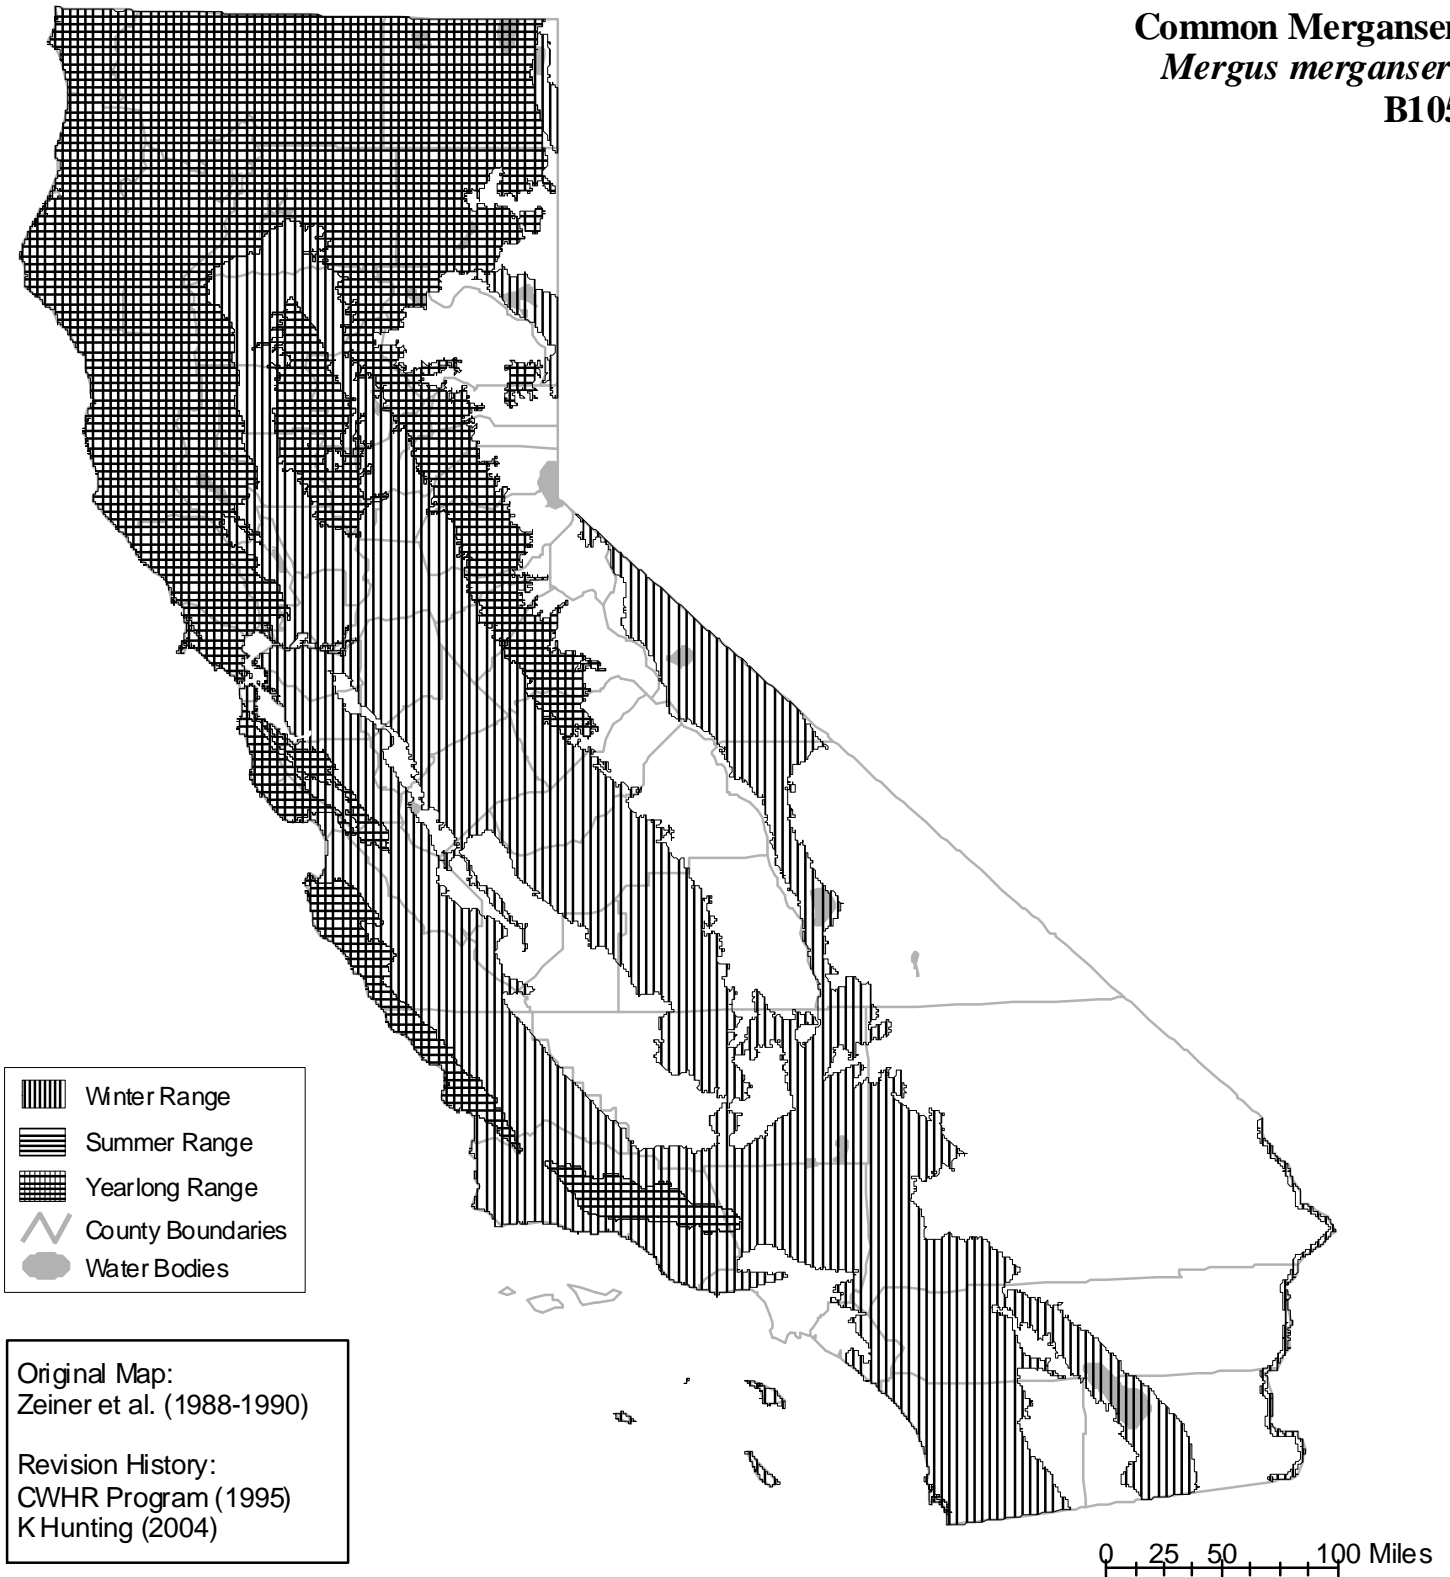 Common Merganser
Mergus merganser
B105
Winter Range
Summer Range
Yearlong Range
County Boundaries
Water Bodies
Original Map:
Zeiner et al. (1988-1990)
Revision History:
CWHR Program (1995)
K Hunting (2004)
0 25 50 100 Miles